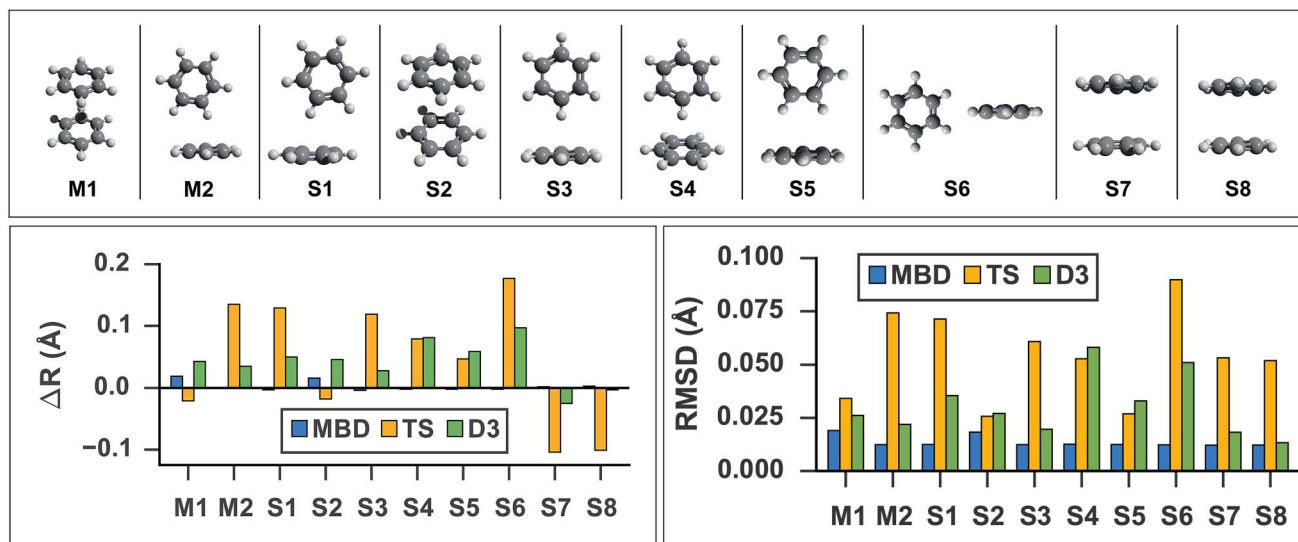 M1 M2 S1 S2 S3 S4 S5 S6 S7 S8
0.2
0.1
0.0
−0.1
ΔR (Å)
MBD TS D3
M1 M2 S1 S2 S3 S4 S5 S6 S7 S8
0.100
0.075
0.050
0.025
0.000
RMSD (Å)
MBD TS D3
M1 M2 S1 S2 S3 S4 S5 S6 S7 S8